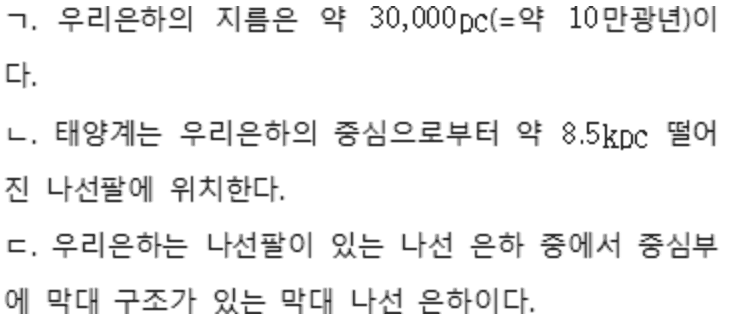 ㄱ. 우리은하의 지름은 약 30,000pc(=약 10만광년)이
다.
ㄴ. 태양계는 우리은하의 중심으로부터 약 8.5kpc 떨어
진 나선팔에 위치한다.
ㄷ. 우리은하는 나선팔이 있는 나선 은하 중에서 중심부
에 막대 구조가 있는 막대 나선 은하이다.